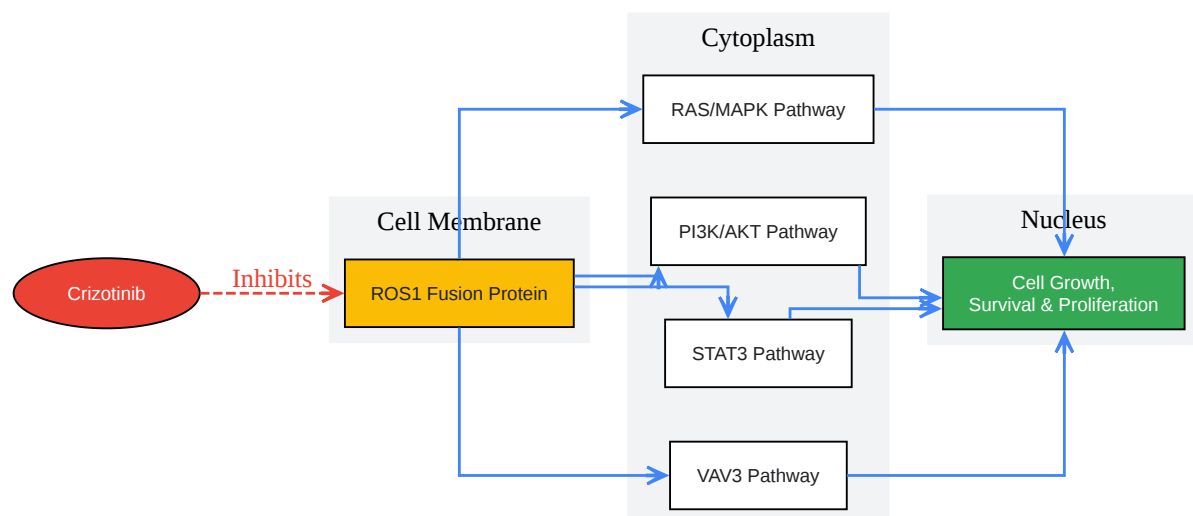 Cytoplasm
RAS/MAPK Pathway
Cell Membrane
PI3K/AKT Pathway
Nucleus
Crizotinib
Inhibits
ROS1 Fusion Protein
Cell Growth,
Survival & Proliferation
STAT3 Pathway
VAV3 Pathway